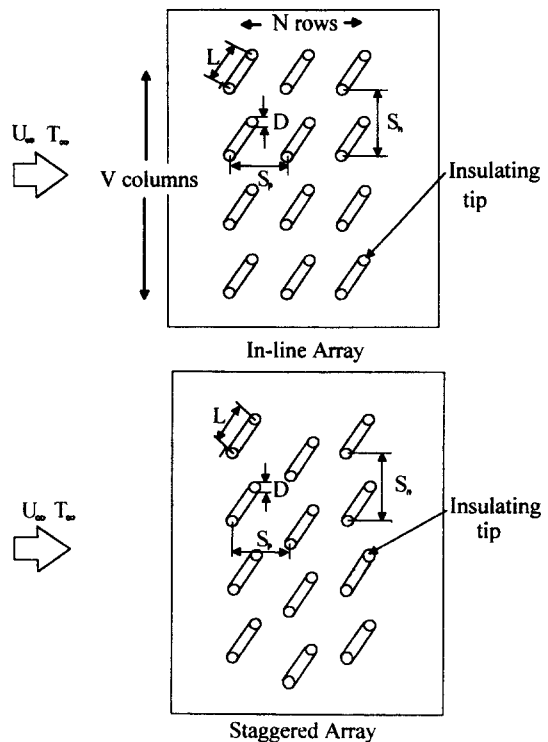 N rows
L
D
Sₙ
U∞ T∞
V columns
Sₚ
Insulating
tip
In-line Array
L
D
Sₙ
U∞ T∞
Sₚ
Insulating
tip
Staggered Array